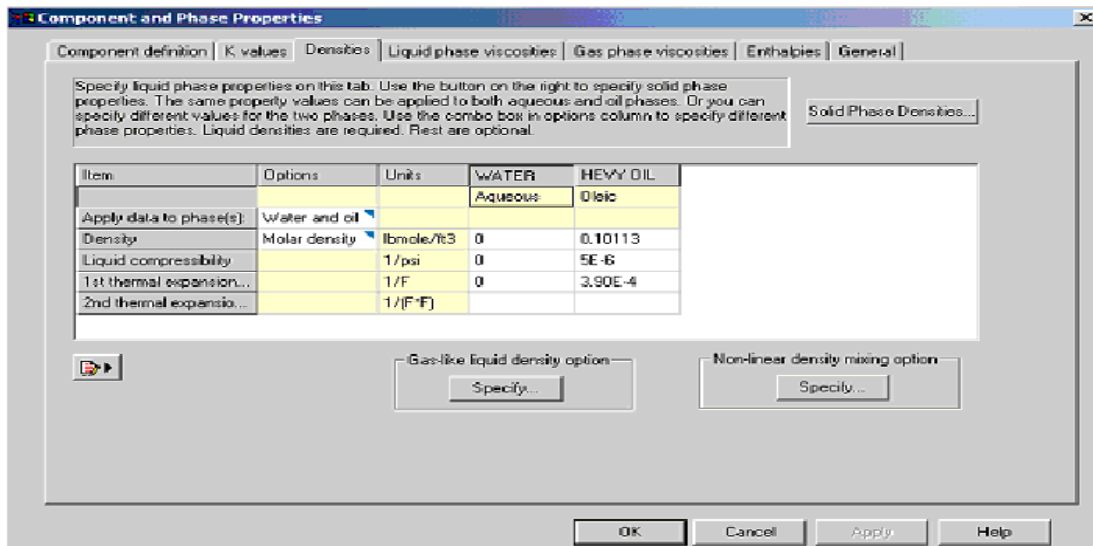 Component and Phase Properties
Component definition K values Densities Liquid phase viscosities Gas phase viscosities Enthalpies General
Specify liquid phase properties on this tab. Use the button on the right to specify solid phase
properties. The same property values can be applied to both aqueous and oil phases. Or you can
specify different values for the two phases. Use the combo box in options column to specify different
phase properties. Liquid densities are required. Rest are optional.
Solid Phase Densities...
Item Options Units WATER HEVY OIL
Aqueous Oleic
Apply data to phase(s): Water and oil
Density Molar density lbmole/ft3 0 0.10113
Liquid compressibility 1/psi 0 5E-6
1st thermal expansion... 1/F 0 3.90E-4
2nd thermal expansio... 1/(F*F)
Gas-like liquid density option
Specify...
Non-linear density mixing option
Specify...
OK Cancel Apply Help